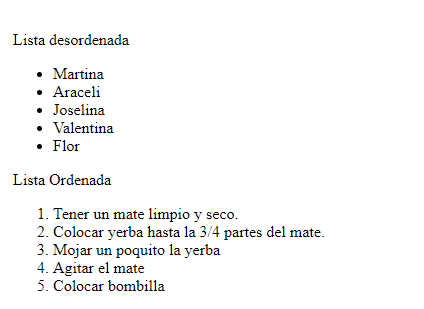 Lista desordenada
• Martina
• Araceli
• Joselina
• Valentina
• Flor
Lista Ordenada
1. Tener un mate limpio y seco.
2. Colocar yerba hasta la 3/4 partes del mate.
3. Mojar un poquito la yerba
4. Agitar el mate
5. Colocar bombilla